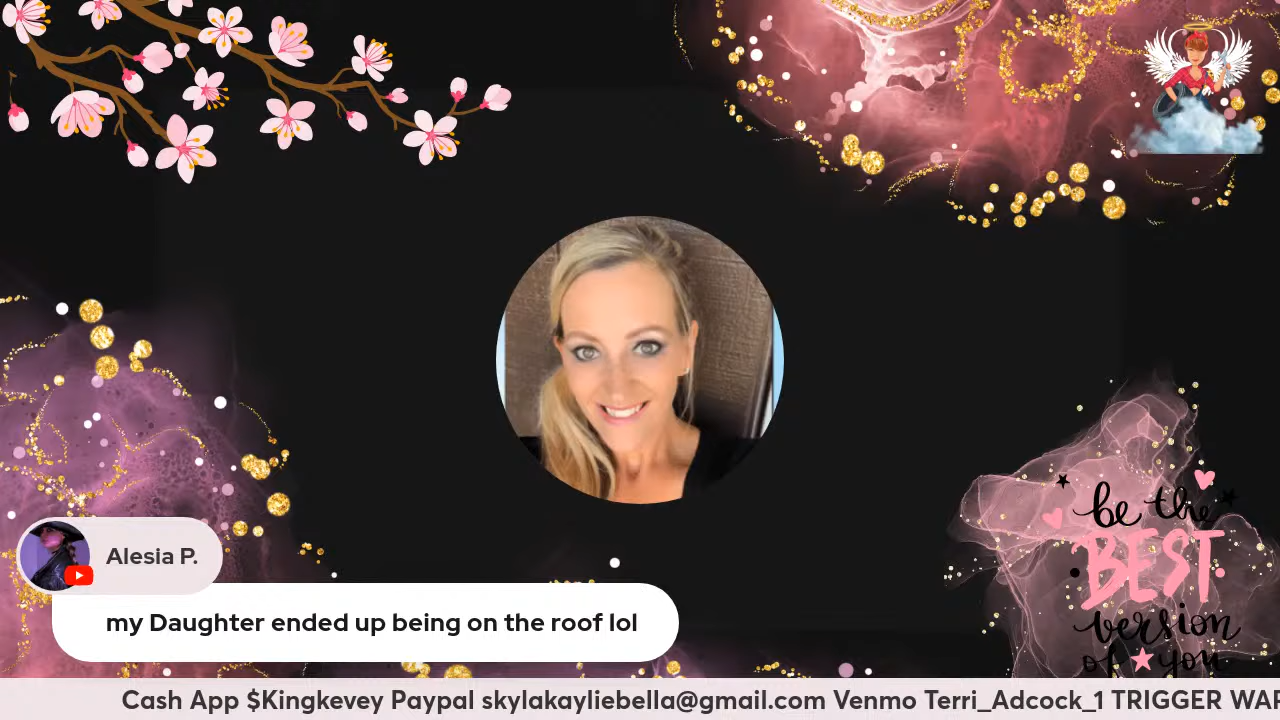 be the
BEST
version
of you
Alesia P.
my Daughter ended up being on the roof lol
Cash App $Kingkevey Paypal skylakayliebella@gmail.com Venmo Terri_Adcock_1 TRIGGER WAR